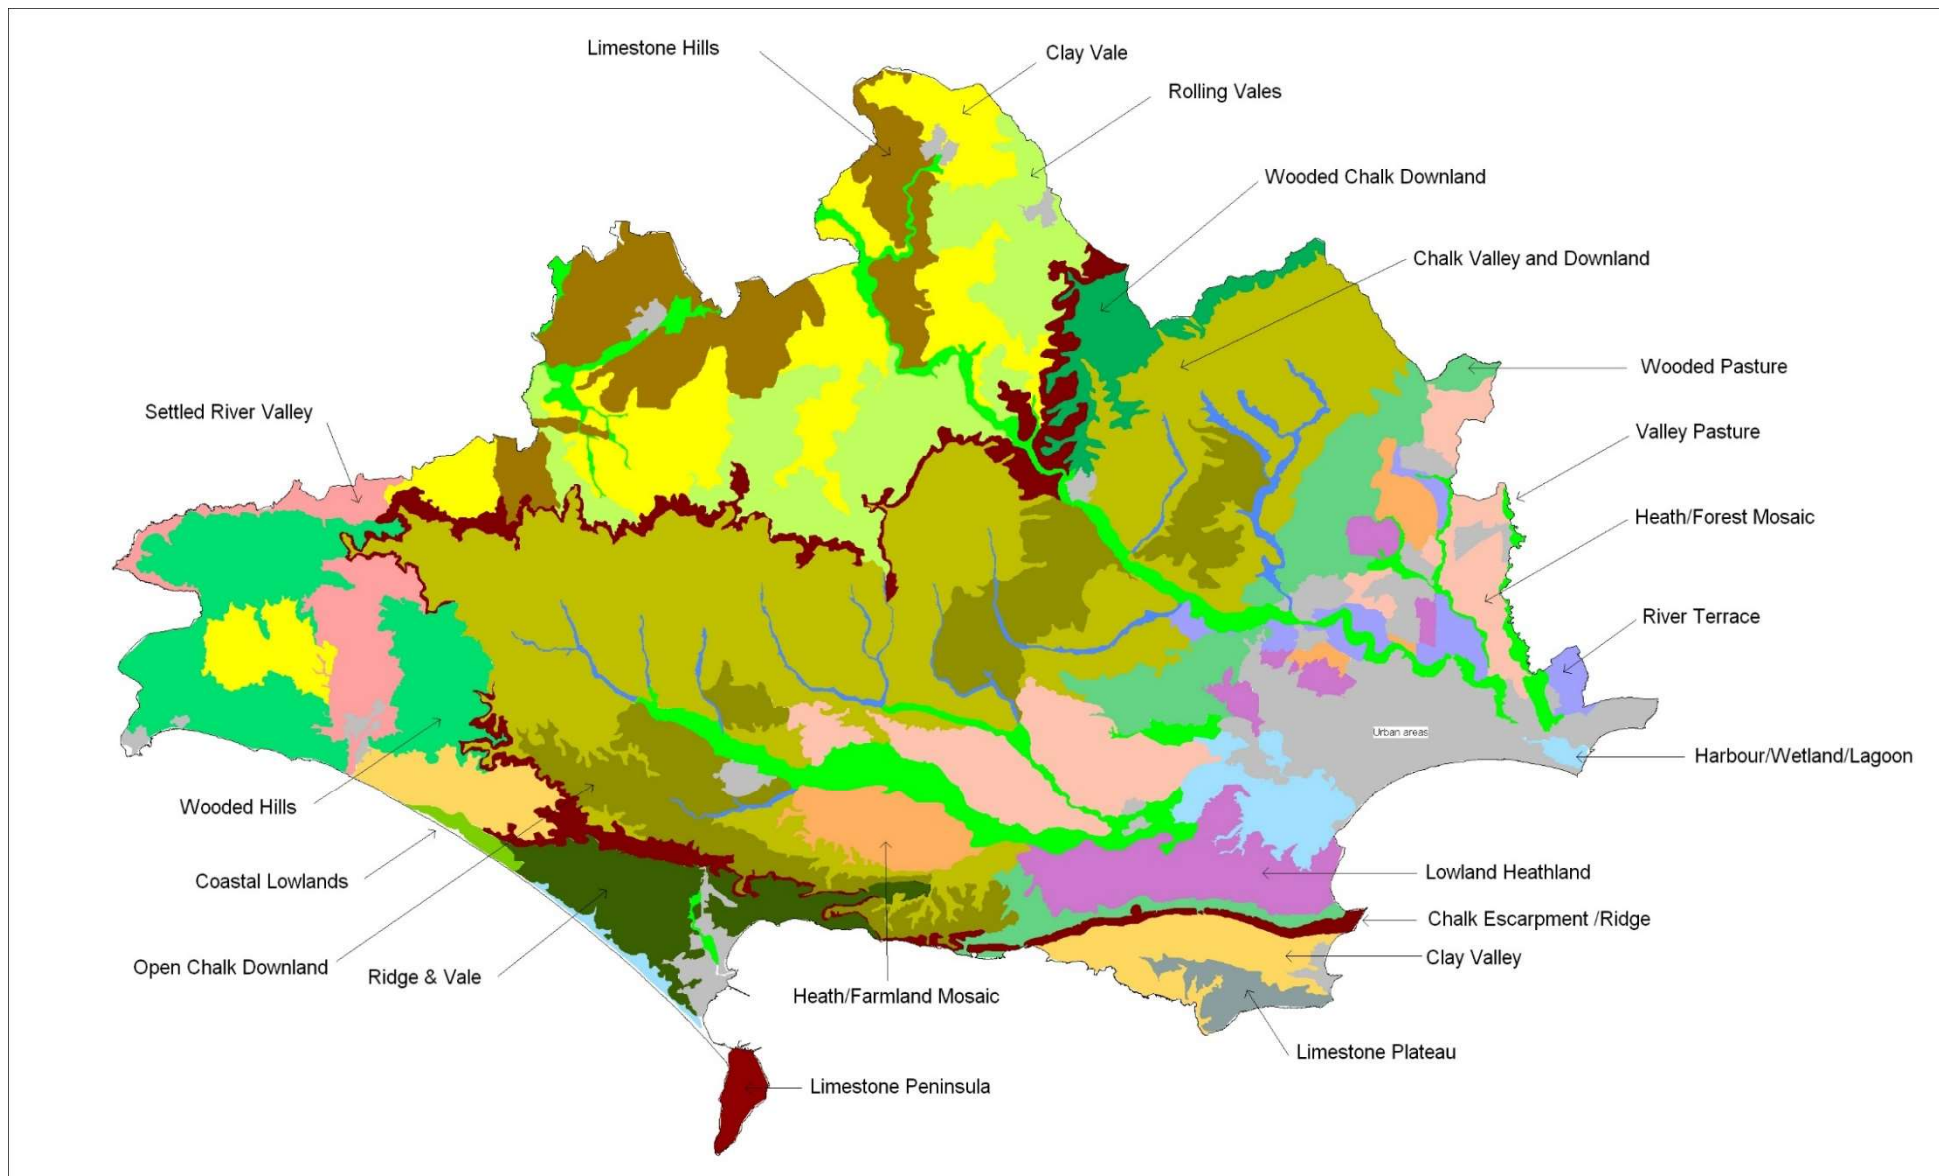 Limestone Hills
Clay Vale
Rolling Vales
Wooded Chalk Downland
Chalk Valley and Downland
Wooded Pasture
Settled River Valley
Valley Pasture
Heath/Forest Mosaic
River Terrace
Urban areas
Harbour/Wetland/Lagoon
Wooded Hills
Coastal Lowlands
Lowland Heathland
Chalk Escarpment /Ridge
Clay Valley
Open Chalk Downland
Ridge & Vale
Heath/Farmland Mosaic
Limestone Plateau
Limestone Peninsula